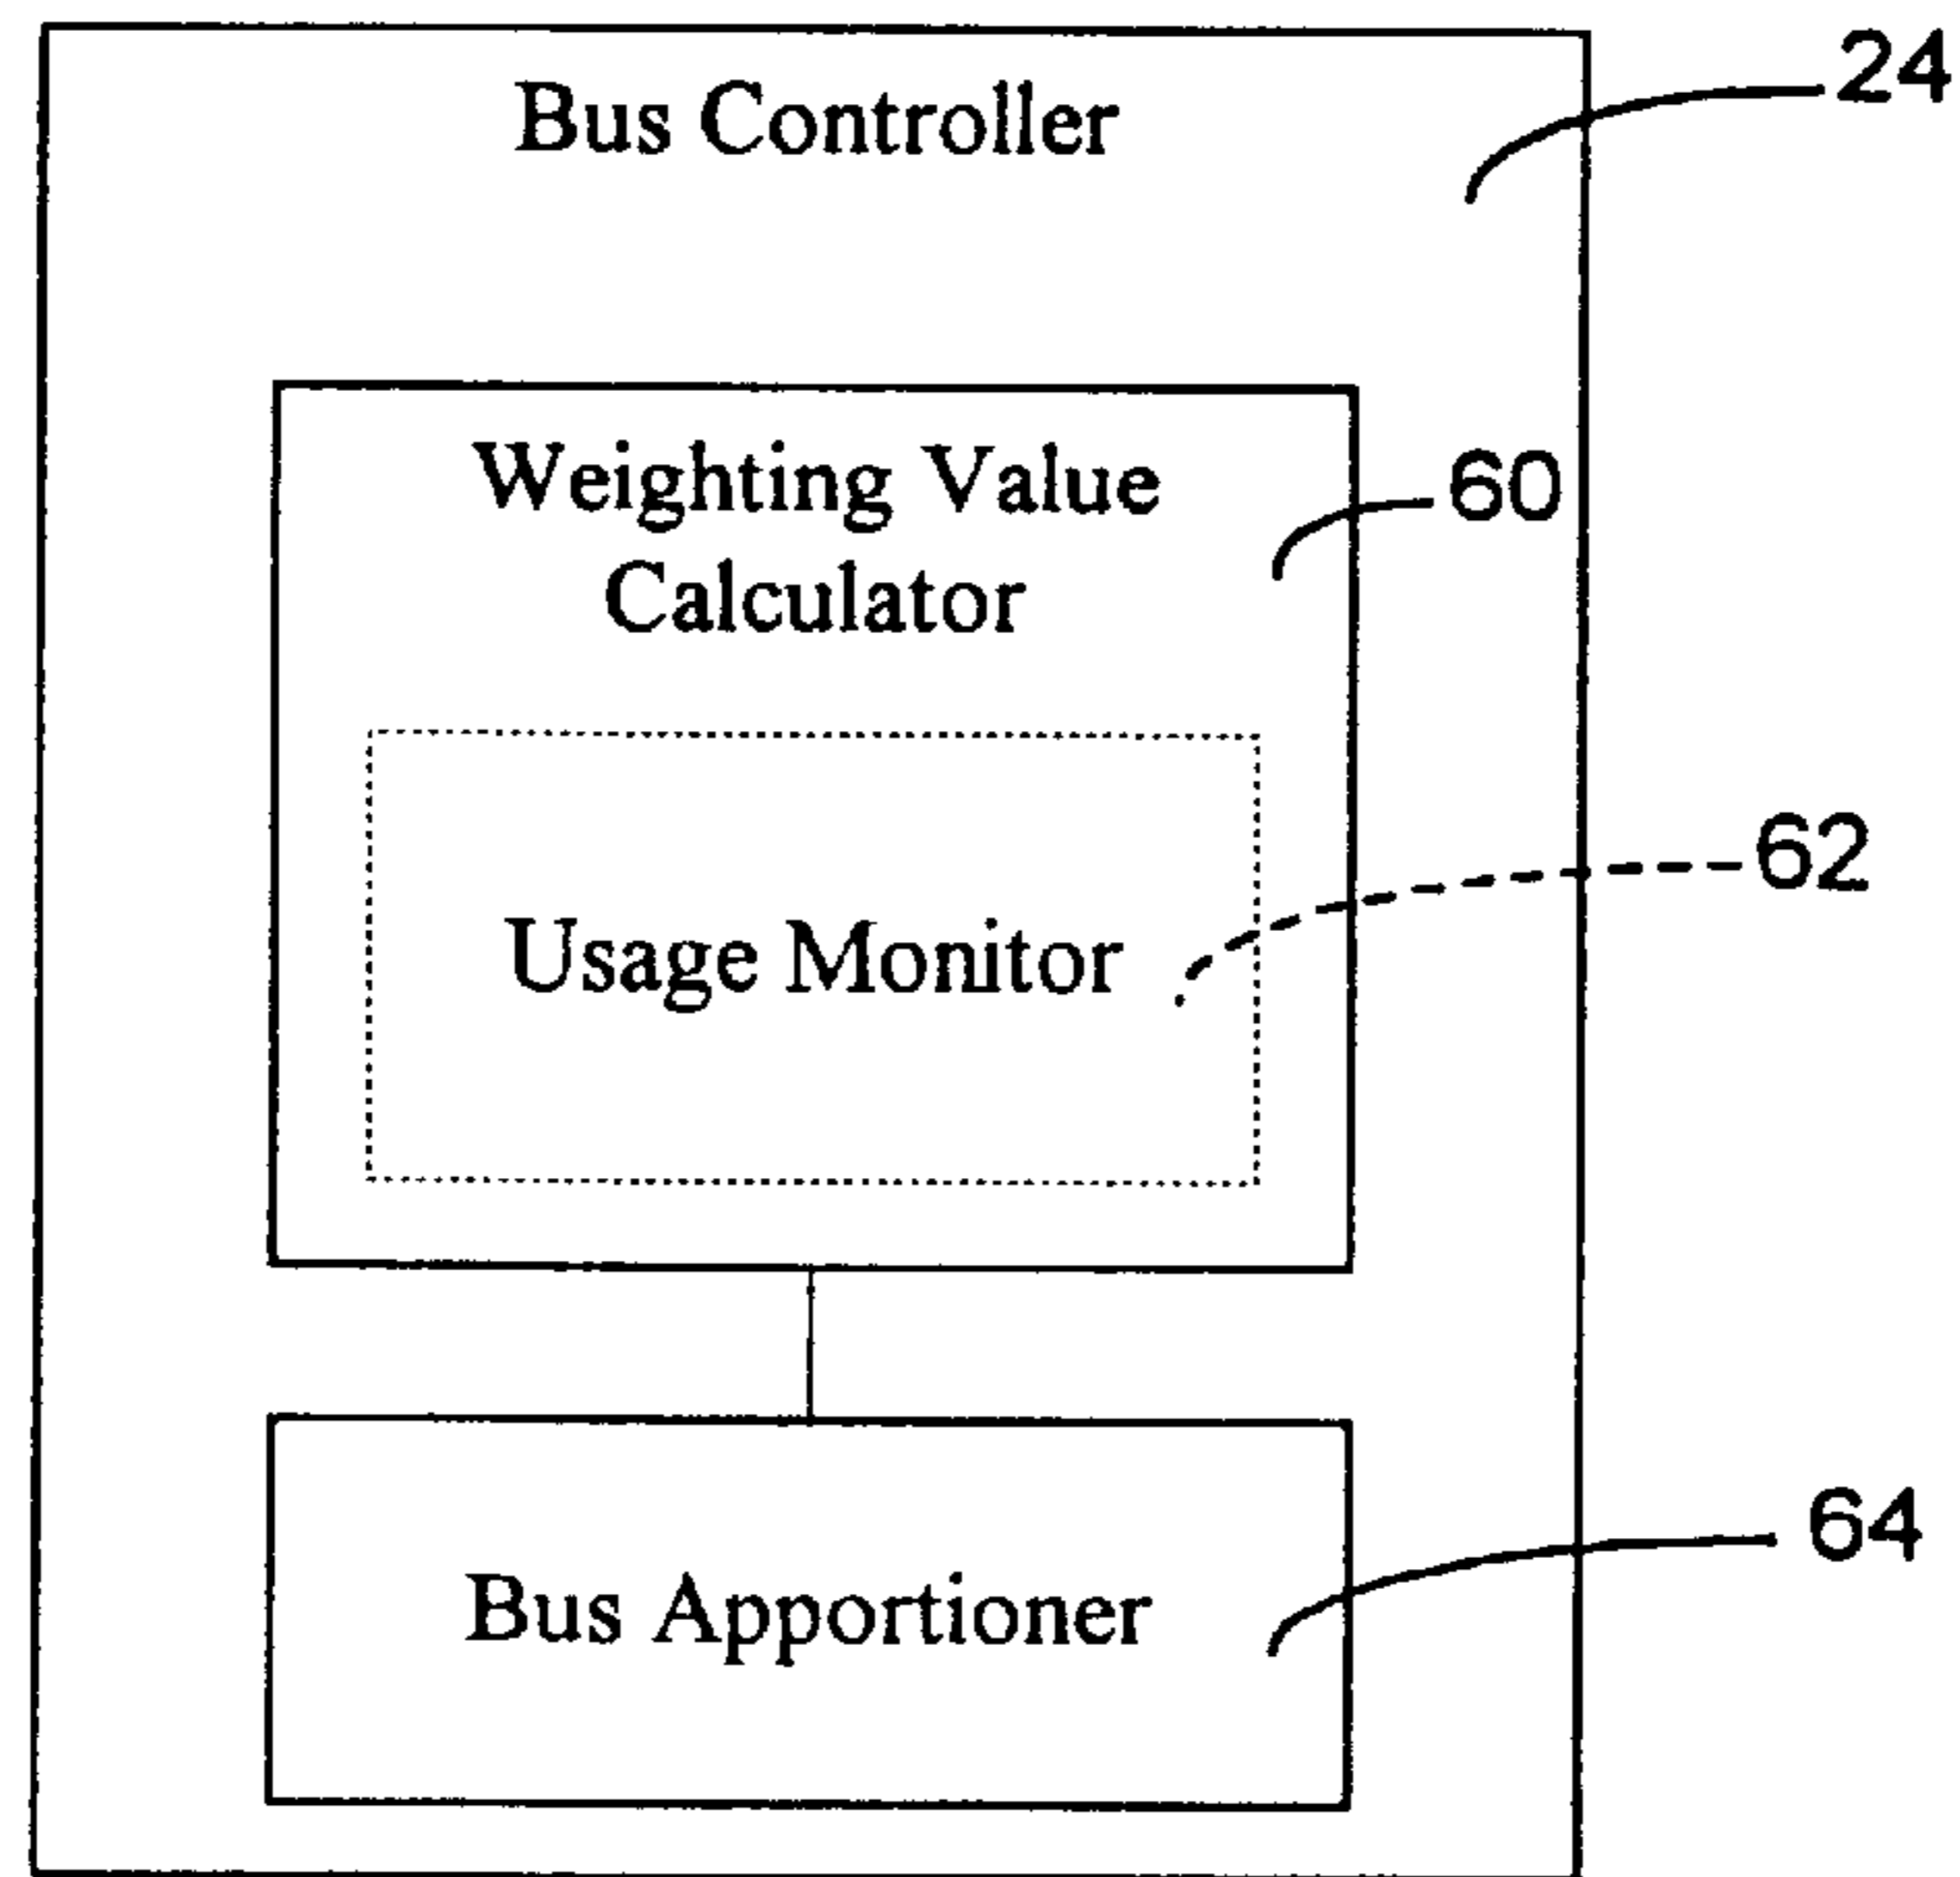 24
Bus Controller
Weighting Value
Calculator
60
62
Usage Monitor
64
Bus Apportioner